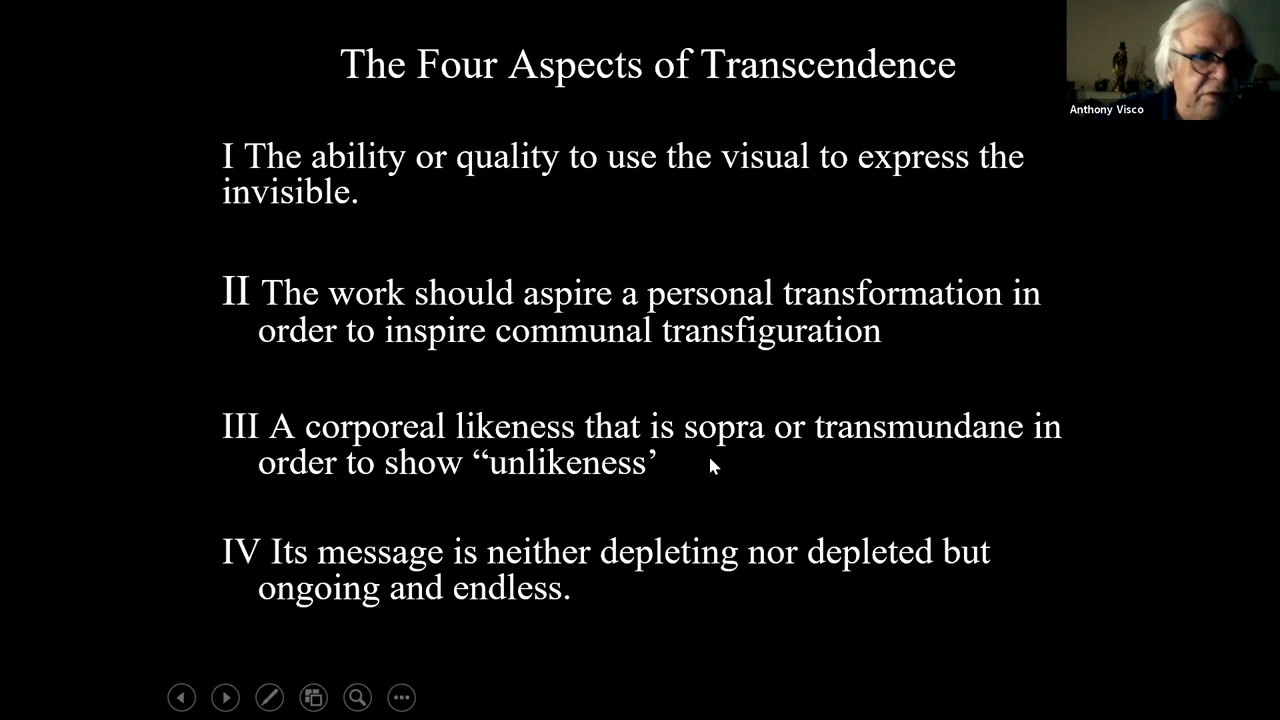 The Four Aspects of Transcendence
Anthony Visco
I The ability or quality to use the visual to express the
invisible.
II The work should aspire a personal transformation in
order to inspire communal transfiguration
III A corporeal likeness that is sopra or transmundane in
order to show “unlikeness’
IV Its message is neither depleting nor depleted but
ongoing and endless.